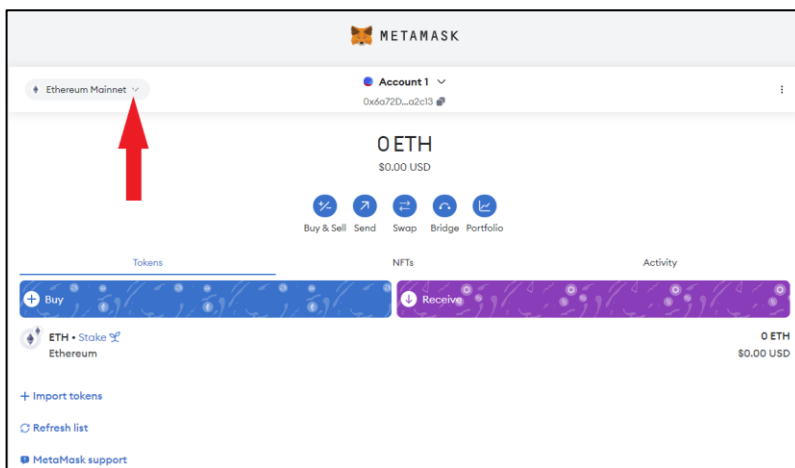 METAMASK
Ethereum Mainnet
Account 1
0x6a72D...a2c13
0 ETH
$0.00 USD
Buy & Sell Send Swap Bridge Portfolio
Tokens NFTs Activity
Buy Receive
ETH • Stake 0 ETH
Ethereum $0.00 USD
+ Import tokens
Refresh list
MetaMask support